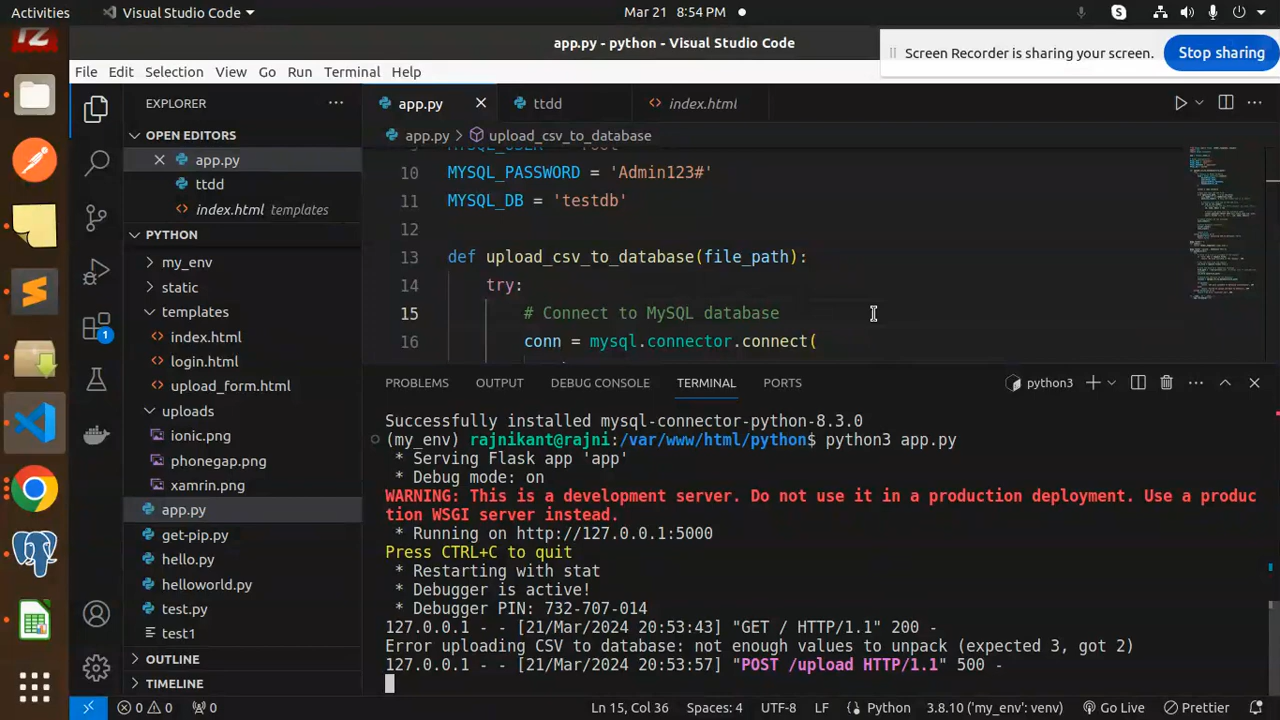 Activities
Visual Studio Code
Mar 21 8:54 PM
app.py - python - Visual Studio Code
Screen Recorder is sharing your screen.
Stop sharing
File Edit Selection View Go Run Terminal Help
EXPLORER
app.py
ttdd
index.html
OPEN EDITORS
app.py
ttdd
index.html templates
PYTHON
my_env
static
templates
index.html
login.html
upload_form.html
uploads
ionic.png
phonegap.png
xamrin.png
app.py
get-pip.py
hello.py
helloworld.py
test.py
test1
OUTLINE
TIMELINE
app.py > upload_csv_to_database
10 MYSQL_PASSWORD = 'Admin123#'
11 MYSQL_DB = 'testdb'
12
13 def upload_csv_to_database(file_path):
14 try:
15 # Connect to MySQL database
16 conn = mysql.connector.connect(
PROBLEMS OUTPUT DEBUG CONSOLE TERMINAL PORTS
python3
Successfully installed mysql-connector-python-8.3.0
(my_env) rajnikant@rajni:/var/www/html/python$ python3 app.py
* Serving Flask app 'app'
* Debug mode: on
WARNING: This is a development server. Do not use it in a production deployment. Use a produc
tion WSGI server instead.
* Running on http://127.0.0.1:5000
Press CTRL+C to quit
* Restarting with stat
* Debugger is active!
* Debugger PIN: 732-707-014
127.0.0.1 - - [21/Mar/2024 20:53:43] "GET / HTTP/1.1" 200 -
Error uploading CSV to database: not enough values to unpack (expected 3, got 2)
127.0.0.1 - - [21/Mar/2024 20:53:57] "POST /upload HTTP/1.1" 500 -
0 0 0 Ln 15, Col 36 Spaces: 4 UTF-8 LF Python 3.8.10 ('my_env': venv) Go Live Prettier